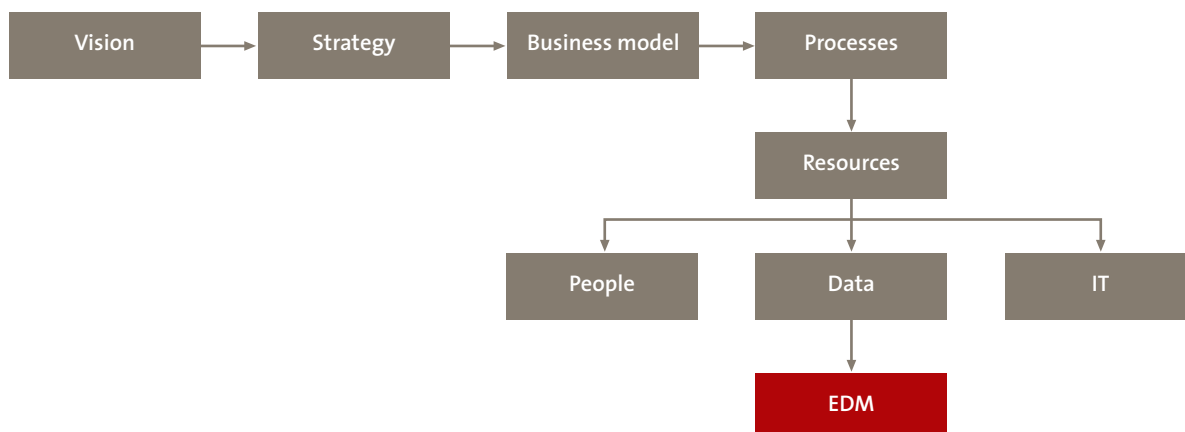 Vision
Strategy
Business model
Processes
Resources
People
Data
IT
EDM